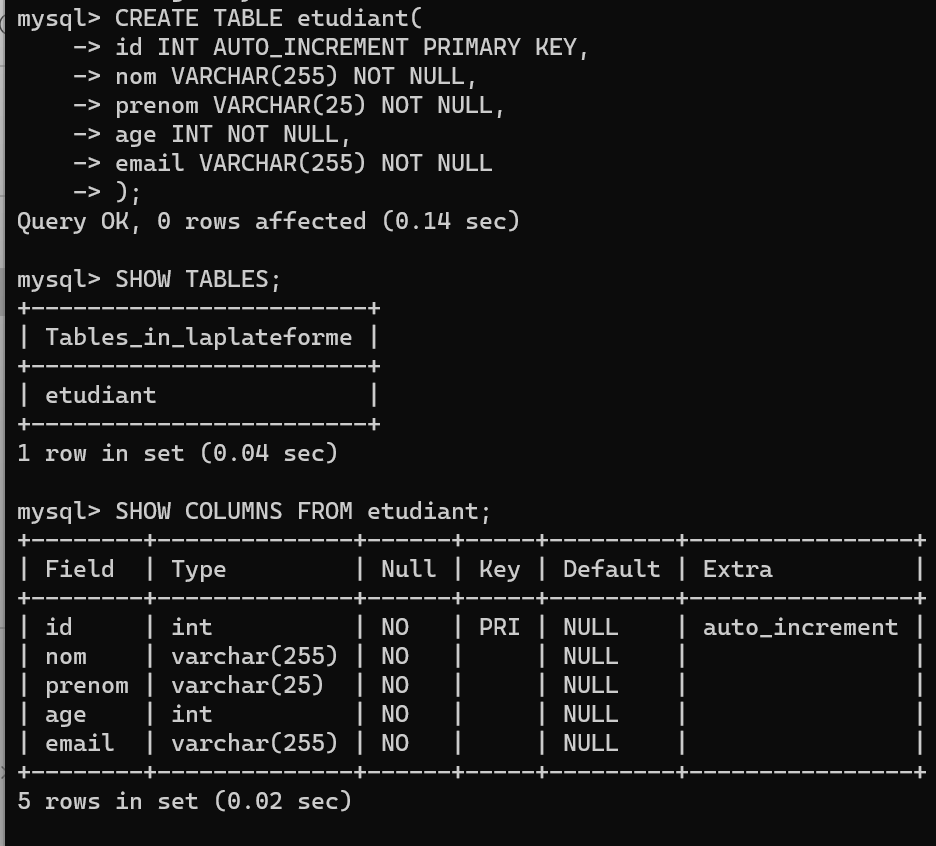 mysql> CREATE TABLE etudiant(
    -> id INT AUTO_INCREMENT PRIMARY KEY,
    -> nom VARCHAR(255) NOT NULL,
    -> prenom VARCHAR(25) NOT NULL,
    -> age INT NOT NULL,
    -> email VARCHAR(255) NOT NULL
    -> );
Query OK, 0 rows affected (0.14 sec)

mysql> SHOW TABLES;
+------------------------+
| Tables_in_laplateforme |
+------------------------+
| etudiant               |
+------------------------+
1 row in set (0.04 sec)

mysql> SHOW COLUMNS FROM etudiant;
+--------+--------------+------+-----+---------+----------------+
| Field  | Type         | Null | Key | Default | Extra          |
+--------+--------------+------+-----+---------+----------------+
| id     | int          | NO   | PRI | NULL    | auto_increment |
| nom    | varchar(255) | NO   |     | NULL    |                |
| prenom | varchar(25)  | NO   |     | NULL    |                |
| age    | int          | NO   |     | NULL    |                |
| email  | varchar(255) | NO   |     | NULL    |                |
+--------+--------------+------+-----+---------+----------------+
5 rows in set (0.02 sec)